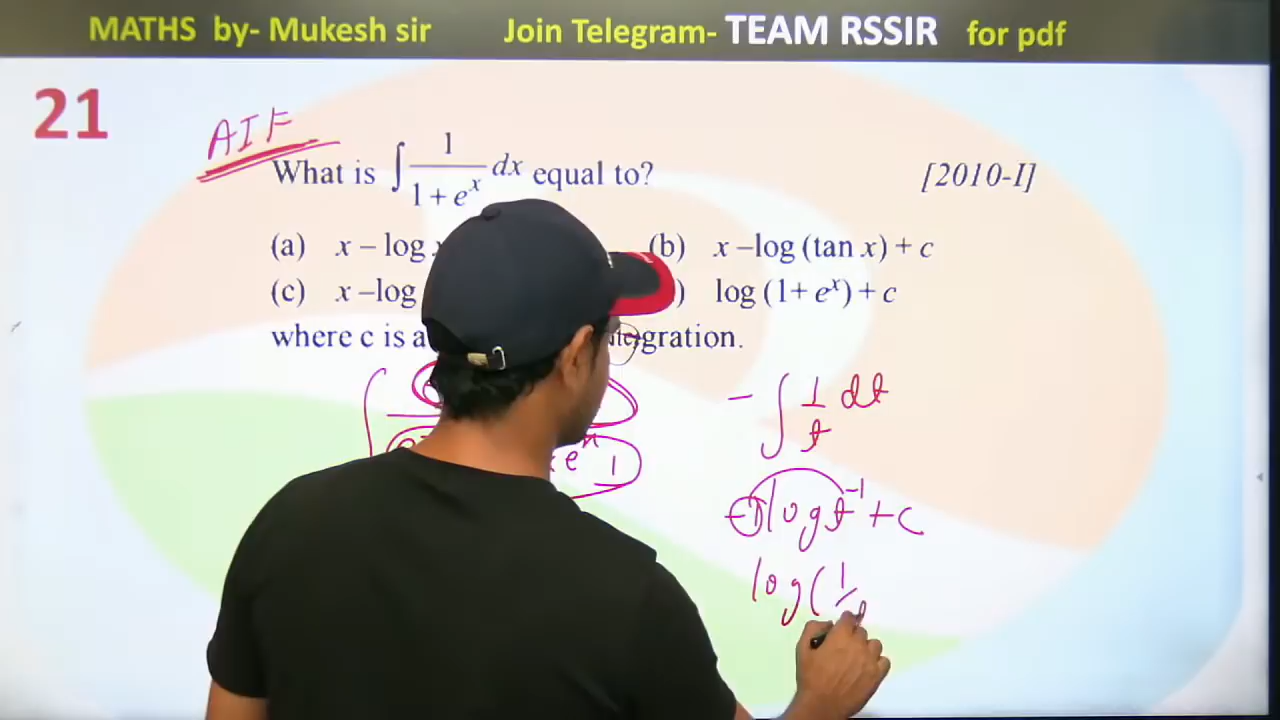 MATHS by- Mukesh sir Join Telegram- TEAM RSSIR for pdf
21
AIF
What is ∫ 1/(1 + e^x) dx equal to? [2010-I]
(a) x – log (b) x –log (tan x) + c
(c) x –log ) log (1+ e^x) + c
where c is a gration.
– ∫ 1/t dt
e^x 1
log t^-1 + c
log ( 1/